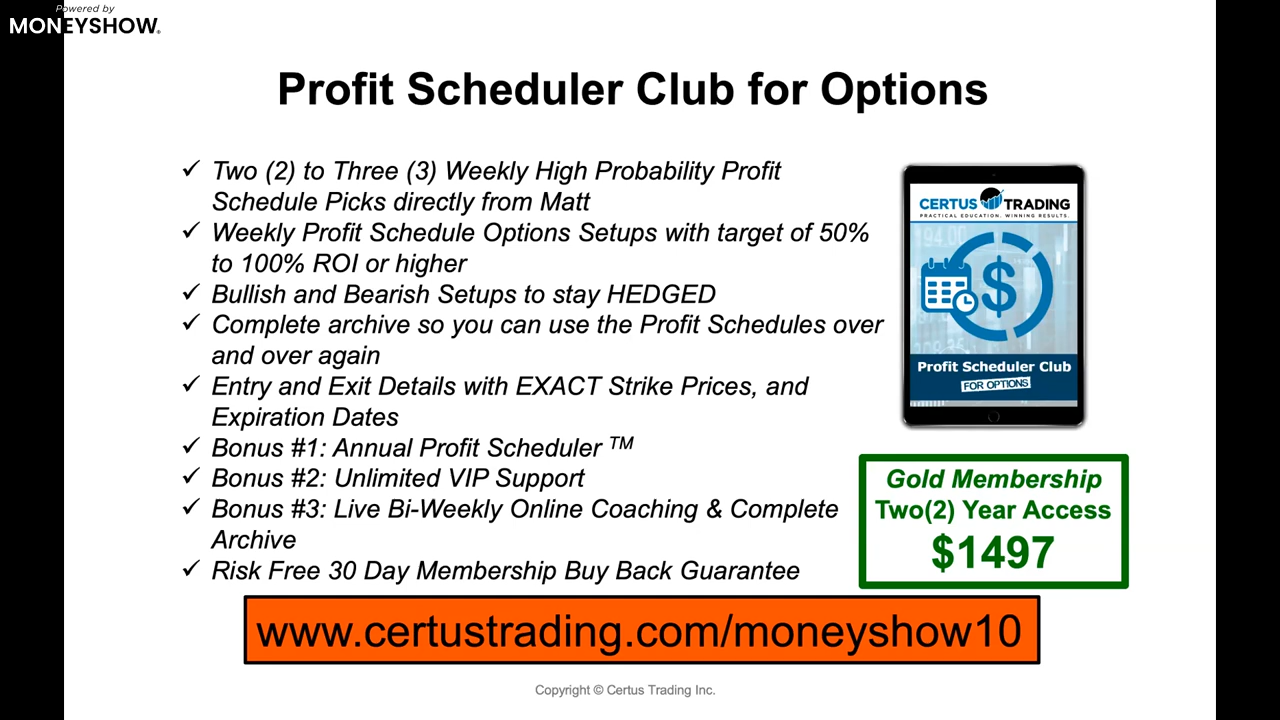 Powered by
MONEYSHOW®
Profit Scheduler Club for Options
✓ Two (2) to Three (3) Weekly High Probability Profit
Schedule Picks directly from Matt
✓ Weekly Profit Schedule Options Setups with target of 50%
to 100% ROI or higher
✓ Bullish and Bearish Setups to stay HEDGED
✓ Complete archive so you can use the Profit Schedules over
and over again
✓ Entry and Exit Details with EXACT Strike Prices, and
Expiration Dates
✓ Bonus #1: Annual Profit Scheduler TM
✓ Bonus #2: Unlimited VIP Support
✓ Bonus #3: Live Bi-Weekly Online Coaching & Complete
Archive
✓ Risk Free 30 Day Membership Buy Back Guarantee
CERTUS TRADING
PRACTICAL EDUCATION. WINNING RESULTS.
$
Profit Scheduler Club
FOR OPTIONS
Gold Membership
Two(2) Year Access
$1497
www.certustrading.com/moneyshow10
Copyright © Certus Trading Inc.